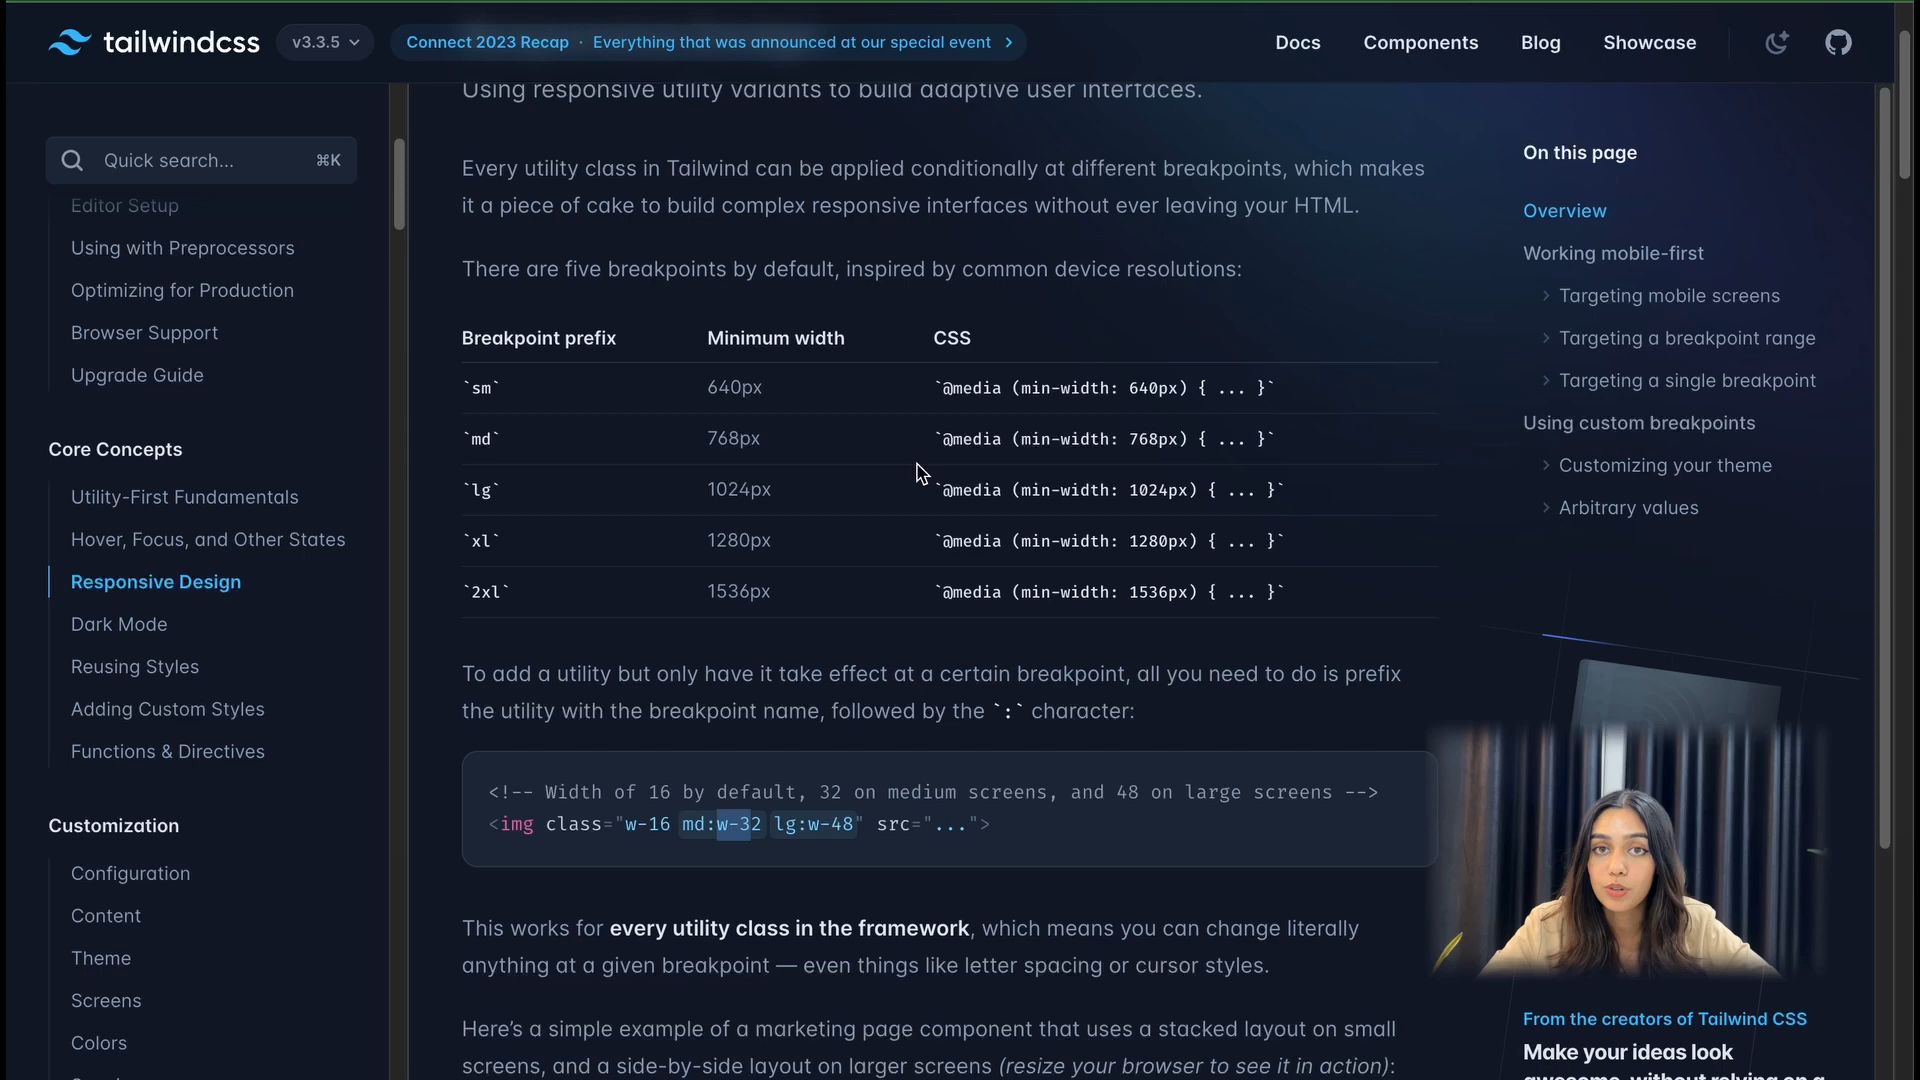 tailwindcss
v3.3.5
Connect 2023 Recap · Everything that was announced at our special event
Docs
Components
Blog
Showcase
Quick search...
⌘K
Editor Setup
Using with Preprocessors
Optimizing for Production
Browser Support
Upgrade Guide
Core Concepts
Utility-First Fundamentals
Hover, Focus, and Other States
Responsive Design
Dark Mode
Reusing Styles
Adding Custom Styles
Functions & Directives
Customization
Configuration
Content
Theme
Screens
Colors
Using responsive utility variants to build adaptive user interfaces.
Every utility class in Tailwind can be applied conditionally at different breakpoints, which makes
it a piece of cake to build complex responsive interfaces without ever leaving your HTML.
There are five breakpoints by default, inspired by common device resolutions:
Breakpoint prefix Minimum width CSS
`sm` 640px `@media (min-width: 640px) { ... }`
`md` 768px `@media (min-width: 768px) { ... }`
`lg` 1024px `@media (min-width: 1024px) { ... }`
`xl` 1280px `@media (min-width: 1280px) { ... }`
`2xl` 1536px `@media (min-width: 1536px) { ... }`
To add a utility but only have it take effect at a certain breakpoint, all you need to do is prefix
the utility with the breakpoint name, followed by the `:` character:
<!-- Width of 16 by default, 32 on medium screens, and 48 on large screens -->
<img class="w-16 md:w-32 lg:w-48" src="...">
This works for every utility class in the framework, which means you can change literally
anything at a given breakpoint — even things like letter spacing or cursor styles.
Here’s a simple example of a marketing page component that uses a stacked layout on small
screens, and a side-by-side layout on larger screens (resize your browser to see it in action):
On this page
Overview
Working mobile-first
Targeting mobile screens
Targeting a breakpoint range
Targeting a single breakpoint
Using custom breakpoints
Customizing your theme
Arbitrary values
From the creators of Tailwind CSS
Make your ideas look
awesome, without relying on a